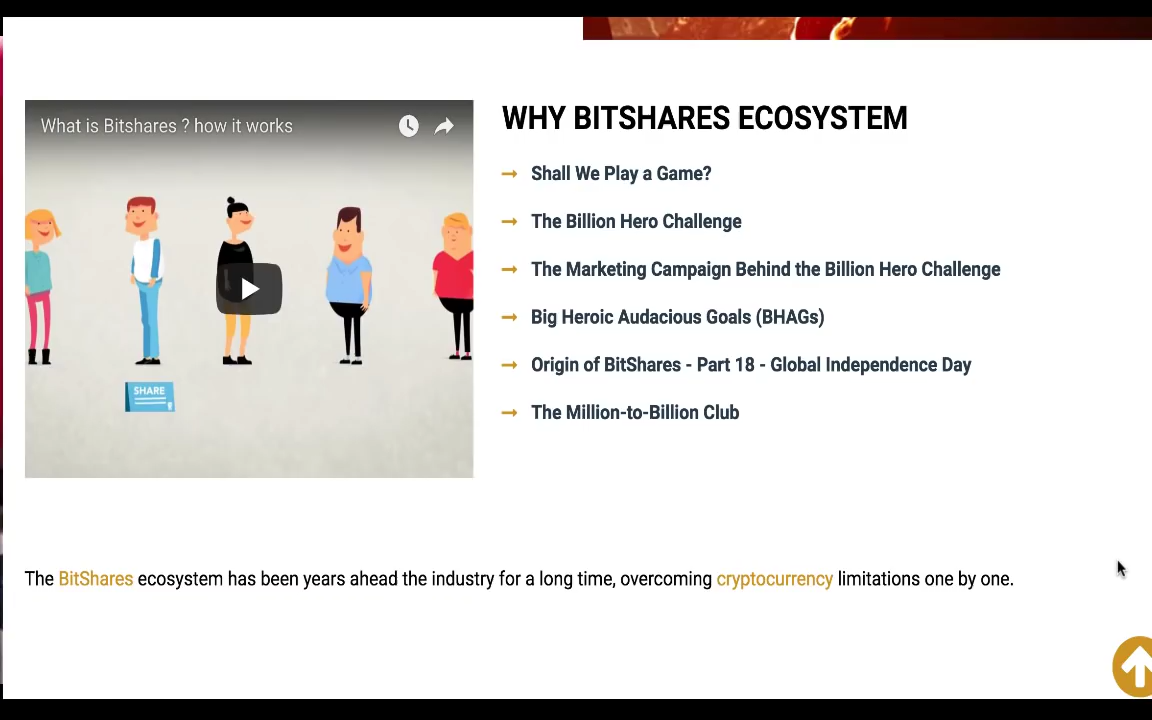 What is Bitshares ? how it works
SHARE
WHY BITSHARES ECOSYSTEM
Shall We Play a Game?
The Billion Hero Challenge
The Marketing Campaign Behind the Billion Hero Challenge
Big Heroic Audacious Goals (BHAGs)
Origin of BitShares - Part 18 - Global Independence Day
The Million-to-Billion Club
The BitShares ecosystem has been years ahead the industry for a long time, overcoming cryptocurrency limitations one by one.